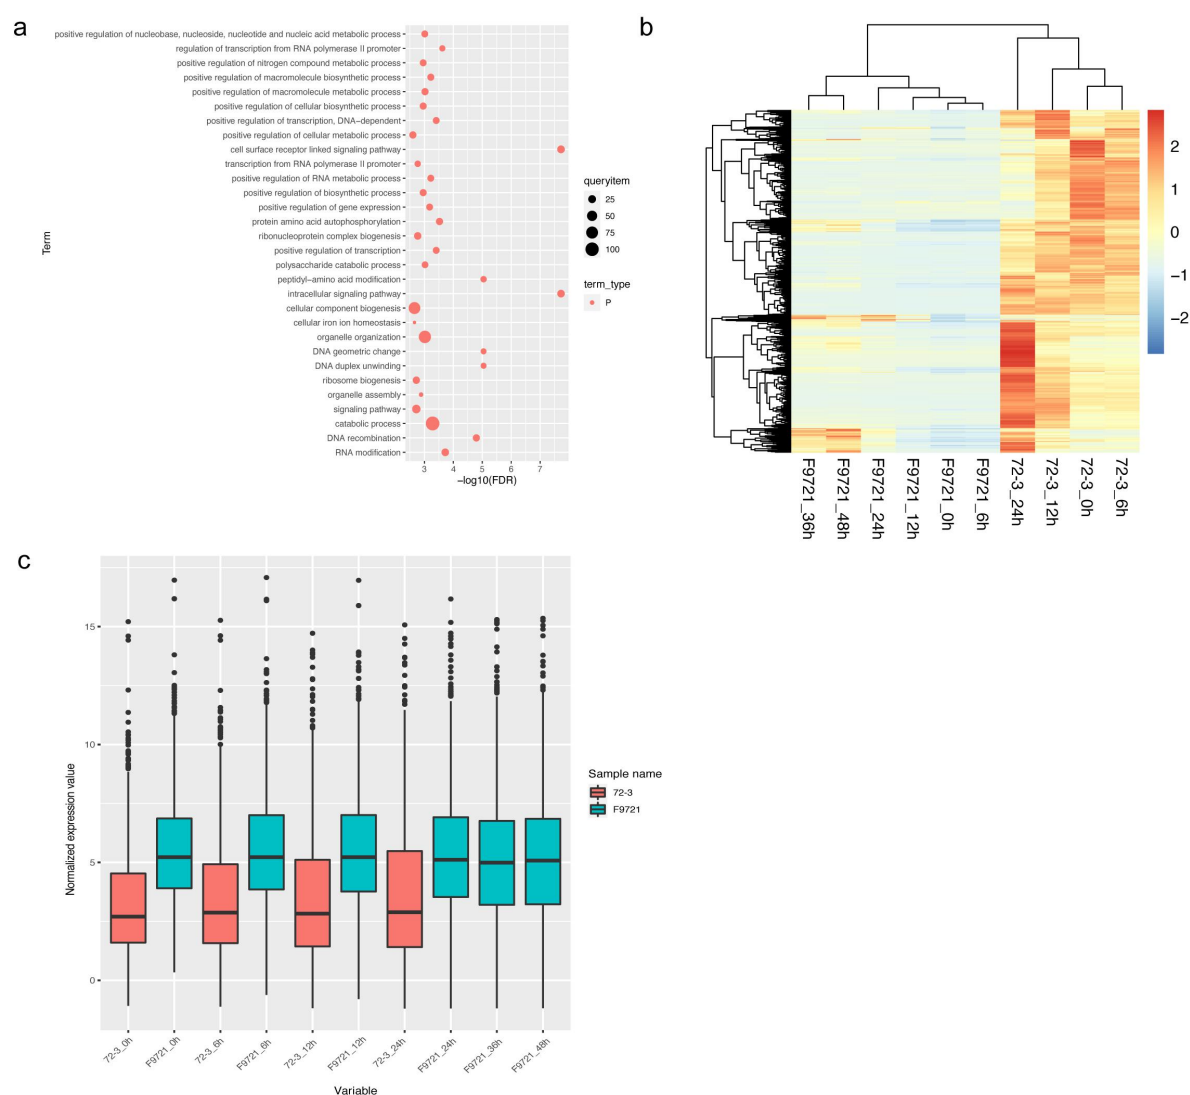 a
positive regulation of nucleobase, nucleoside, nucleotide and nucleic acid metabolic process
regulation of transcription from RNA polymerase II promoter
positive regulation of nitrogen compound metabolic process
positive regulation of macromolecule biosynthetic process
positive regulation of macromolecule metabolic process
positive regulation of cellular biosynthetic process
positive regulation of transcription, DNA−dependent
positive regulation of cellular metabolic process
cell surface receptor linked signaling pathway
transcription from RNA polymerase II promoter
positive regulation of RNA metabolic process
positive regulation of biosynthetic process
positive regulation of gene expression
protein amino acid autophosphorylation
ribonucleoprotein complex biogenesis
positive regulation of transcription
polysaccharide catabolic process
peptidyl−amino acid modification
intracellular signaling pathway
cellular component biogenesis
cellular iron ion homeostasis
organelle organization
DNA geometric change
DNA duplex unwinding
ribosome biogenesis
organelle assembly
signaling pathway
catabolic process
DNA recombination
RNA modification
Term
3 4 5 6 7
−log10(FDR)
queryitem
25
50
75
100
term_type
P
b
2
1
0
−1
−2
F9721_36h
F9721_48h
F9721_24h
F9721_12h
F9721_0h
F9721_6h
72-3_24h
72-3_12h
72-3_0h
72-3_6h
c
Normalized expression value
15
10
5
0
72-3_0h
F9721_0h
72-3_6h
F9721_6h
72-3_12h
F9721_12h
72-3_24h
F9721_24h
F9721_36h
F9721_48h
Variable
Sample name
72-3
F9721